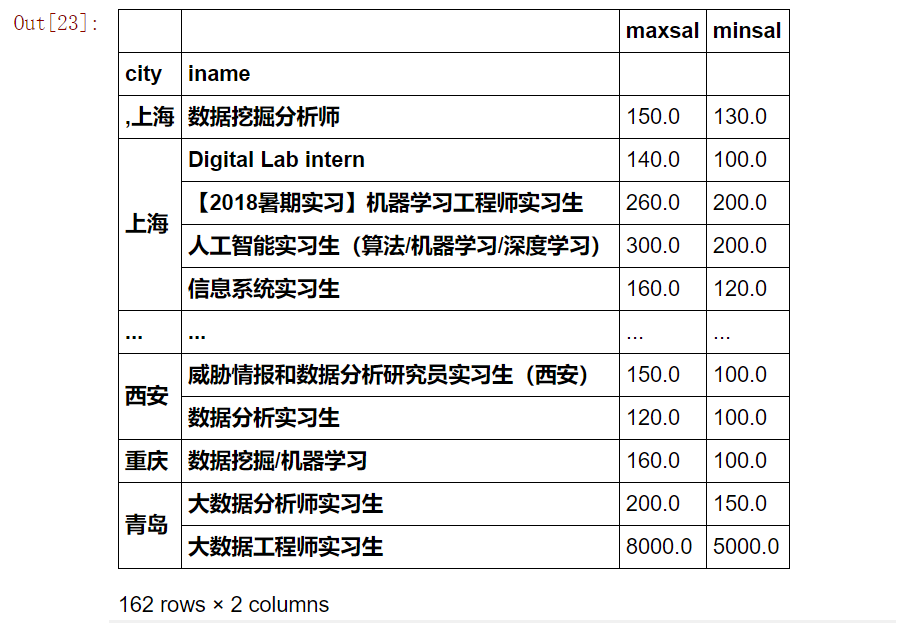 Out[23]:
maxsal minsal
city iname
,上海 数据挖掘分析师 150.0 130.0
上海 Digital Lab intern 140.0 100.0
【2018暑期实习】机器学习工程师实习生 260.0 200.0
人工智能实习生（算法/机器学习/深度学习） 300.0 200.0
信息系统实习生 160.0 120.0
... ... ... ...
西安 威胁情报和数据分析研究员实习生（西安） 150.0 100.0
数据分析实习生 120.0 100.0
重庆 数据挖掘/机器学习 160.0 100.0
青岛 大数据分析师实习生 200.0 150.0
大数据工程师实习生 8000.0 5000.0
162 rows × 2 columns